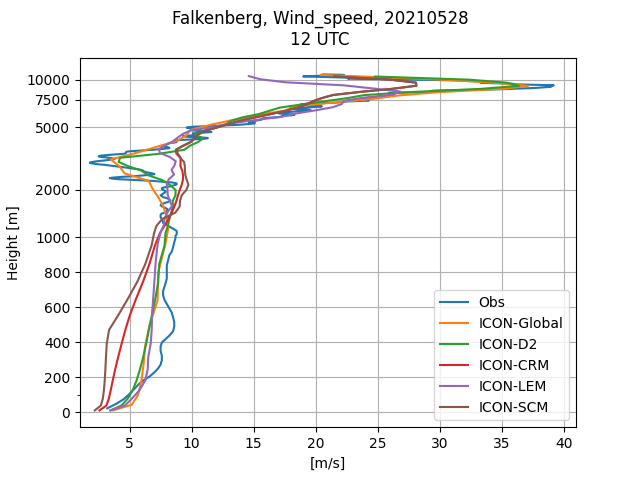 Falkenberg, Wind_speed, 20210528
12 UTC
10000
7500
5000
2000
1000
800
600
400
200
0
Height [m]
5
10
15
20
25
30
35
40
[m/s]
Obs
ICON-Global
ICON-D2
ICON-CRM
ICON-LEM
ICON-SCM